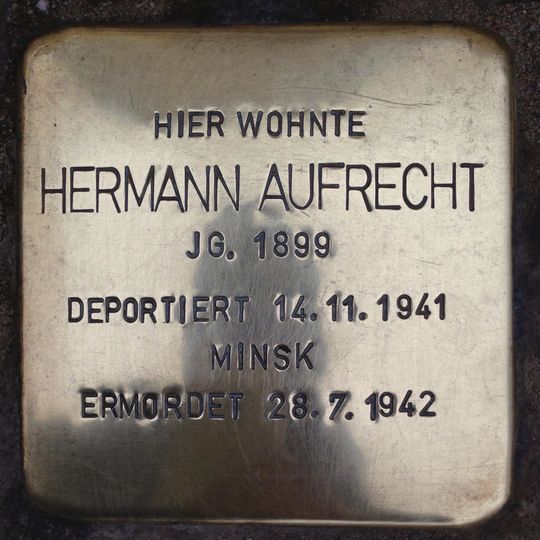 HIER WOHNTE
HERMANN AUFRECHT
JG. 1899
DEPORTIERT 14.11.1941
MINSK
ERMORDET 28.7.1942